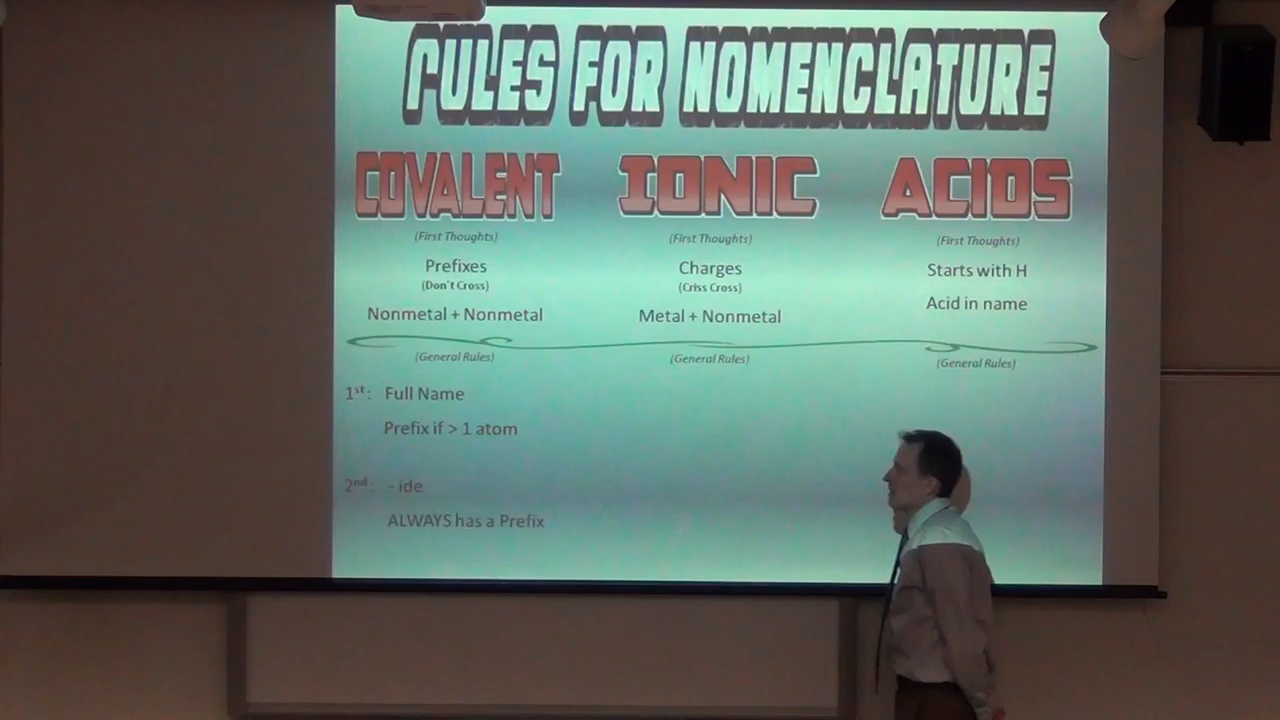 RULES FOR NOMENCLATURE
COVALENT
(First Thoughts)
Prefixes
(Don't Cross)
Nonmetal + Nonmetal
(General Rules)
1st: Full Name
Prefix if > 1 atom
2nd: - ide
ALWAYS has a Prefix
IONIC
(First Thoughts)
Charges
(Criss Cross)
Metal + Nonmetal
(General Rules)
ACIDS
(First Thoughts)
Starts with H
Acid in name
(General Rules)